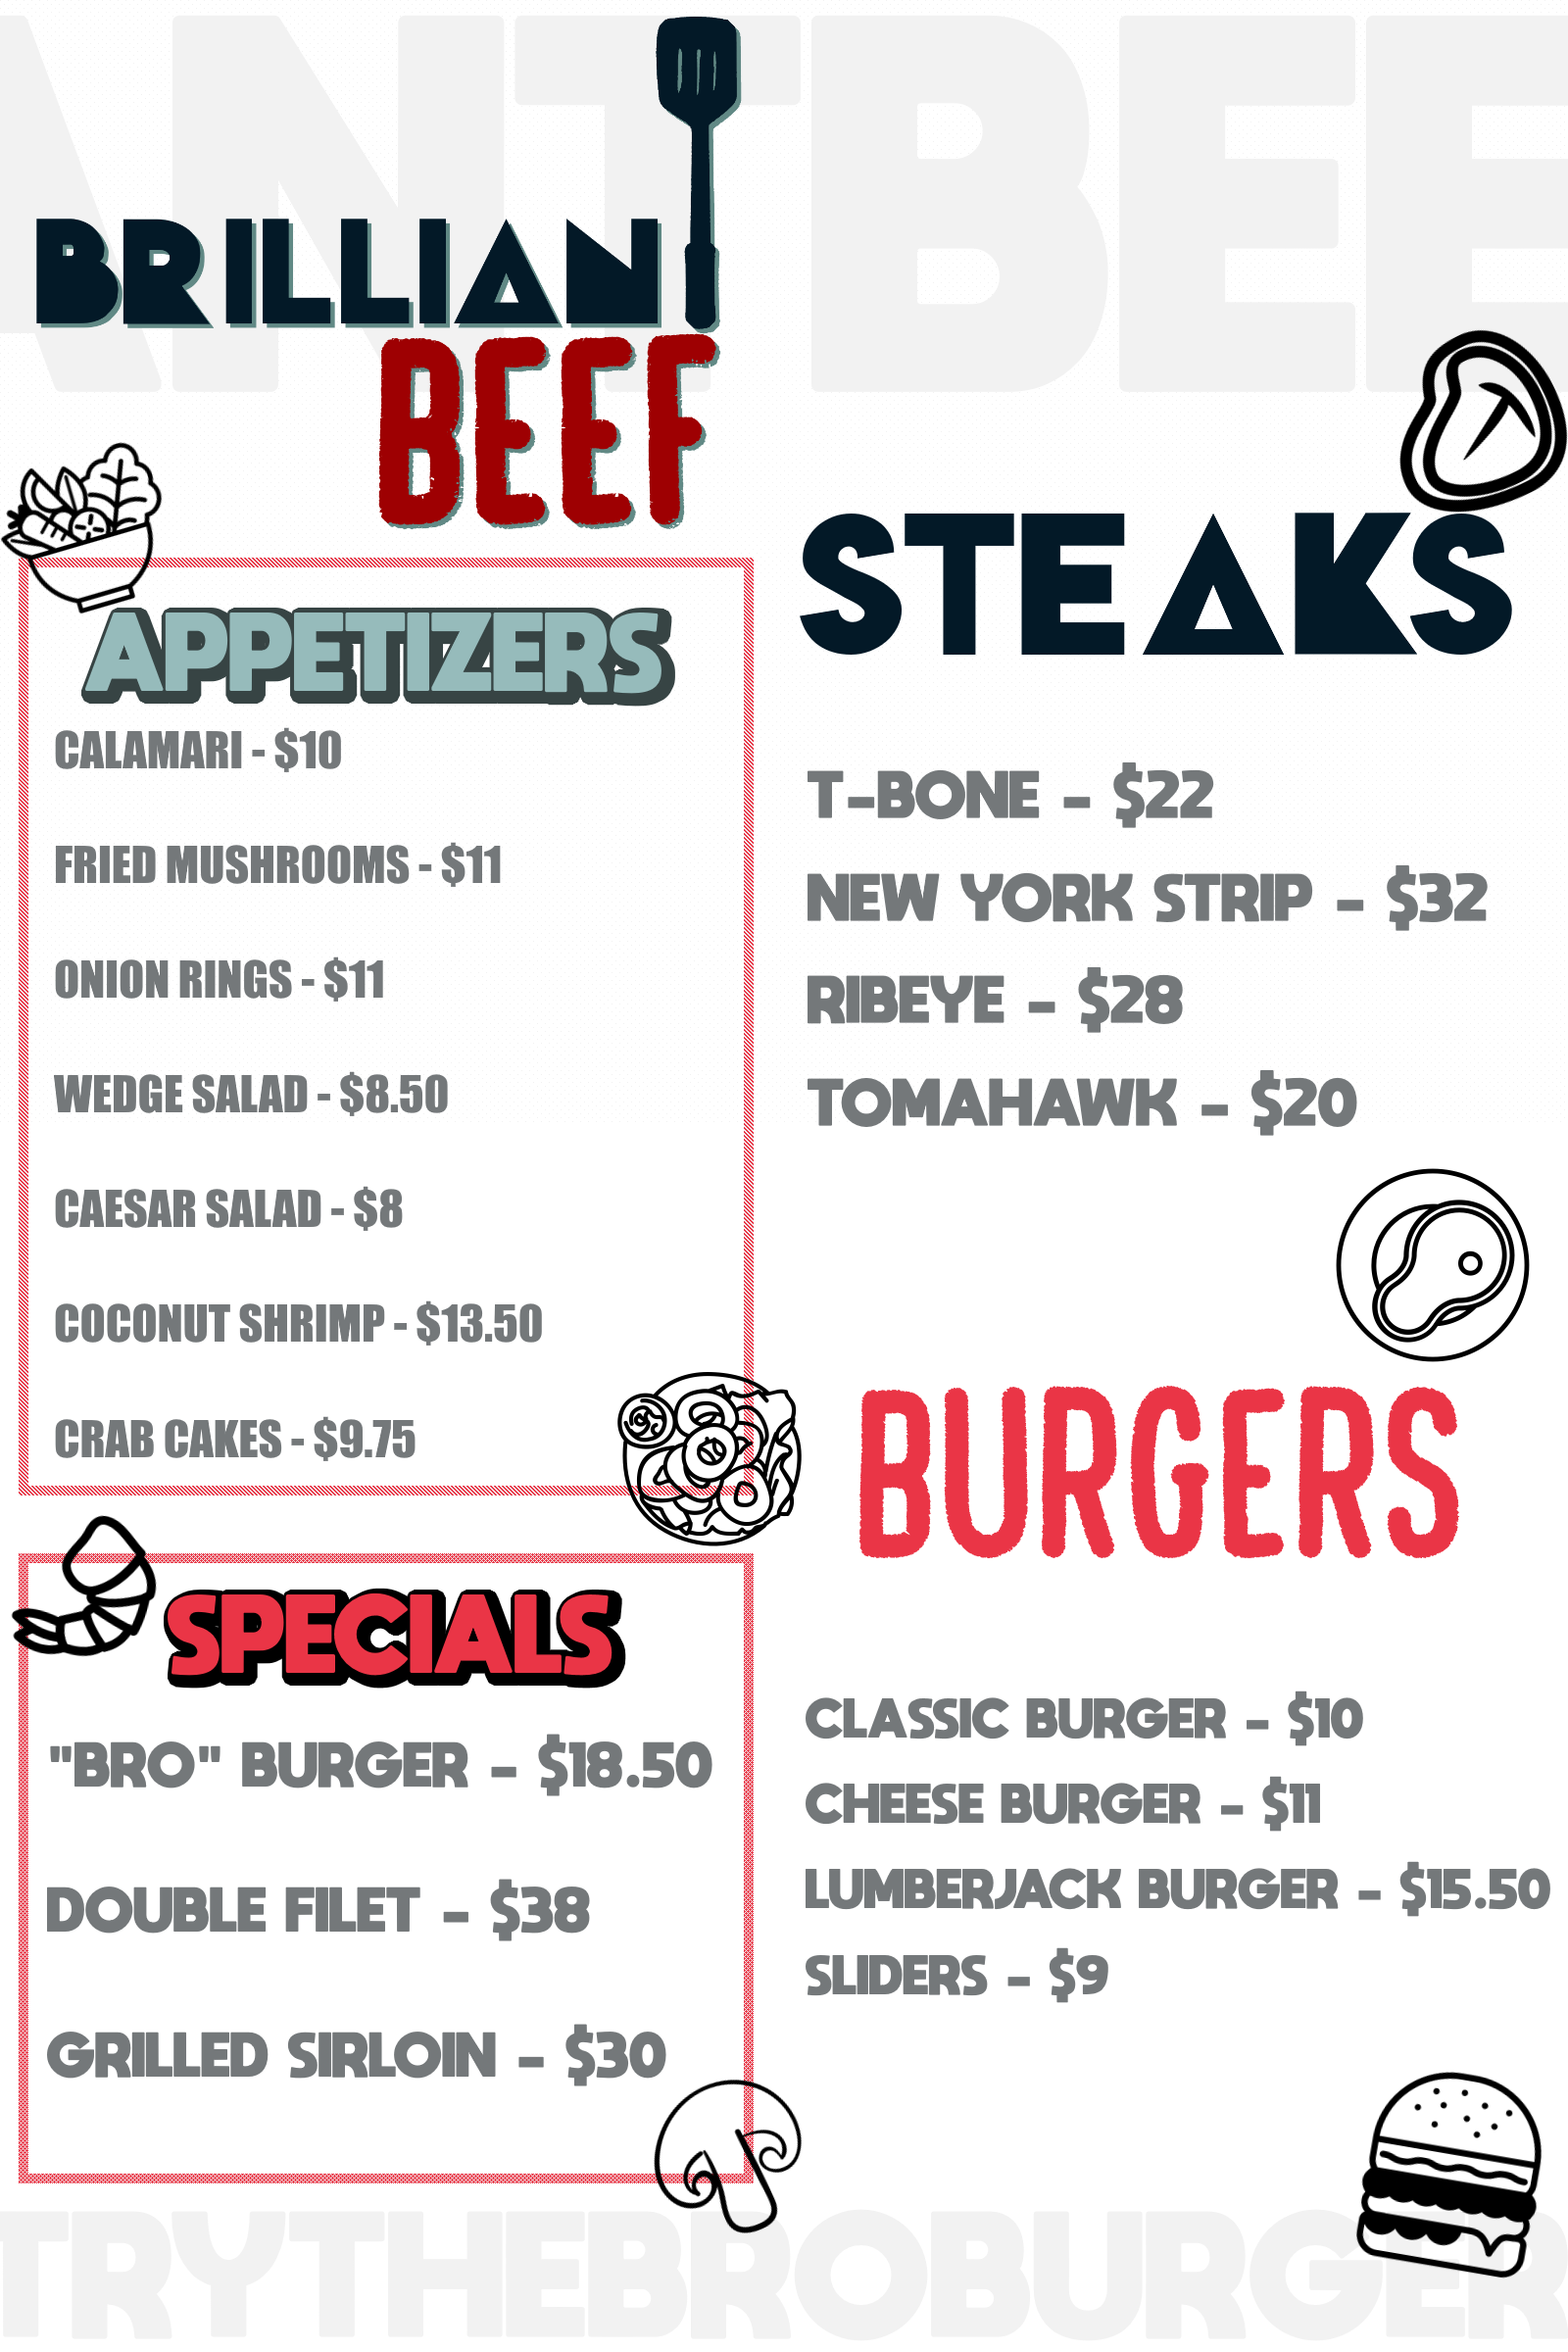 ANTBEE
BRILLIANT
BEEF
APPETIZERS
CALAMARI - $10
FRIED MUSHROOMS - $11
ONION RINGS - $11
WEDGE SALAD - $8.50
CAESAR SALAD - $8
COCONUT SHRIMP - $13.50
CRAB CAKES - $9.75
SPECIALS
"BRO" BURGER - $18.50
DOUBLE FILET - $38
GRILLED SIRLOIN - $30
STEAKS
T-BONE - $22
NEW YORK STRIP - $32
RIBEYE - $28
TOMAHAWK - $20
BURGERS
CLASSIC BURGER - $10
CHEESE BURGER - $11
LUMBERJACK BURGER - $15.50
SLIDERS - $9
TRYTHEBROBURGER